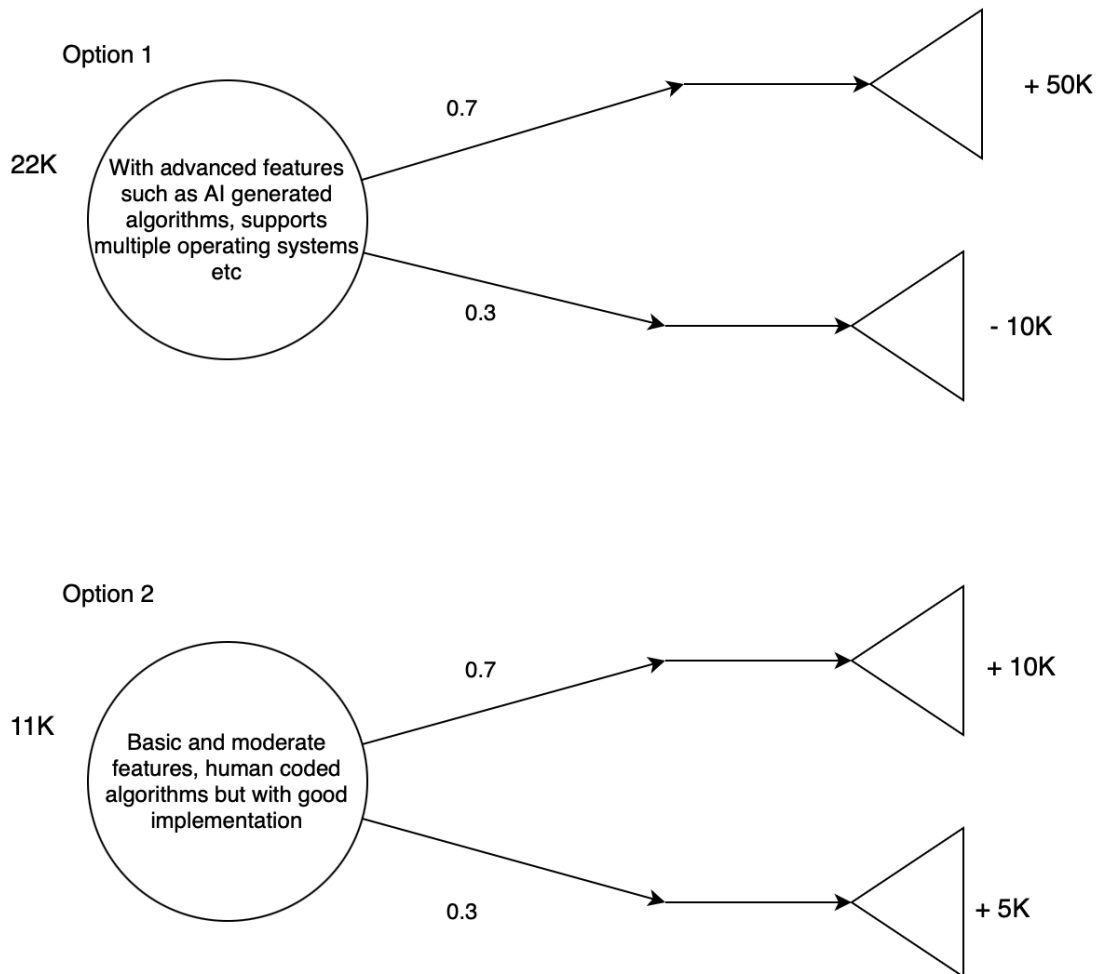 Option 1
+ 50K
0.7
22K
With advanced features
such as AI generated
algorithms, supports
multiple operating systems
etc
0.3
- 10K
Option 2
0.7
+ 10K
11K
Basic and moderate
features, human coded
algorithms but with good
implementation
0.3
+ 5K